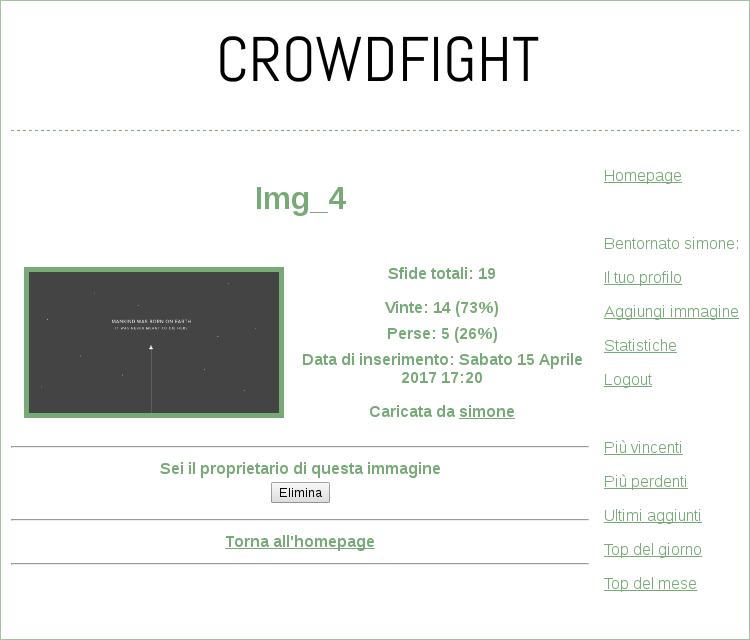 CROWDFIGHT
Img_4
MANKIND WAS BORN ON EARTH
IT WAS NEVER MEANT TO DIE HERE
Sfide totali: 19
Vinte: 14 (73%)
Perse: 5 (26%)
Data di inserimento: Sabato 15 Aprile
2017 17:20
Caricata da simone
Sei il proprietario di questa immagine
Elimina
Torna all'homepage
Homepage
Bentornato simone:
Il tuo profilo
Aggiungi immagine
Statistiche
Logout
Più vincenti
Più perdenti
Ultimi aggiunti
Top del giorno
Top del mese